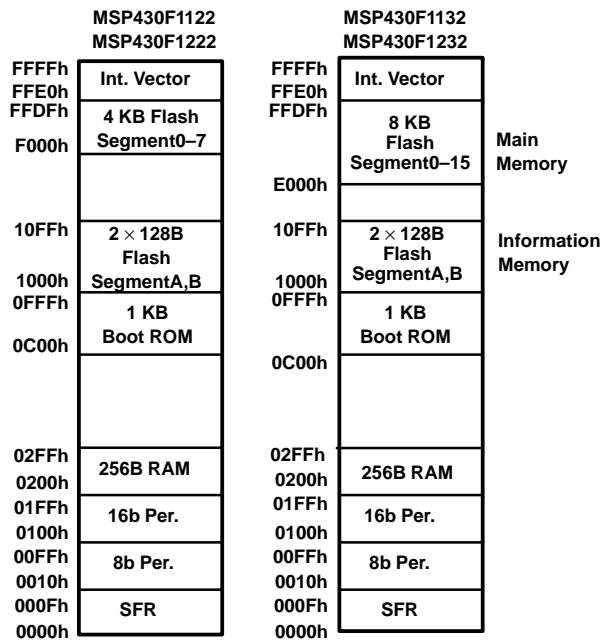 MSP430F1122
MSP430F1222
FFFFh
FFE0h
Int. Vector
FFDFh
F000h
4 KB Flash
Segment0–7
10FFh
1000h
2 × 128B
Flash
SegmentA,B
0FFFh
0C00h
1 KB
Boot ROM
02FFh
0200h
256B RAM
01FFh
0100h
16b Per.
00FFh
0010h
8b Per.
000Fh
0000h
SFR
MSP430F1132
MSP430F1232
FFFFh
FFE0h
Int. Vector
FFDFh
E000h
8 KB
Flash
Segment0–15
Main
Memory
10FFh
1000h
2 × 128B
Flash
SegmentA,B
Information
Memory
0FFFh
0C00h
1 KB
Boot ROM
02FFh
0200h
256B RAM
01FFh
0100h
16b Per.
00FFh
0010h
8b Per.
000Fh
0000h
SFR